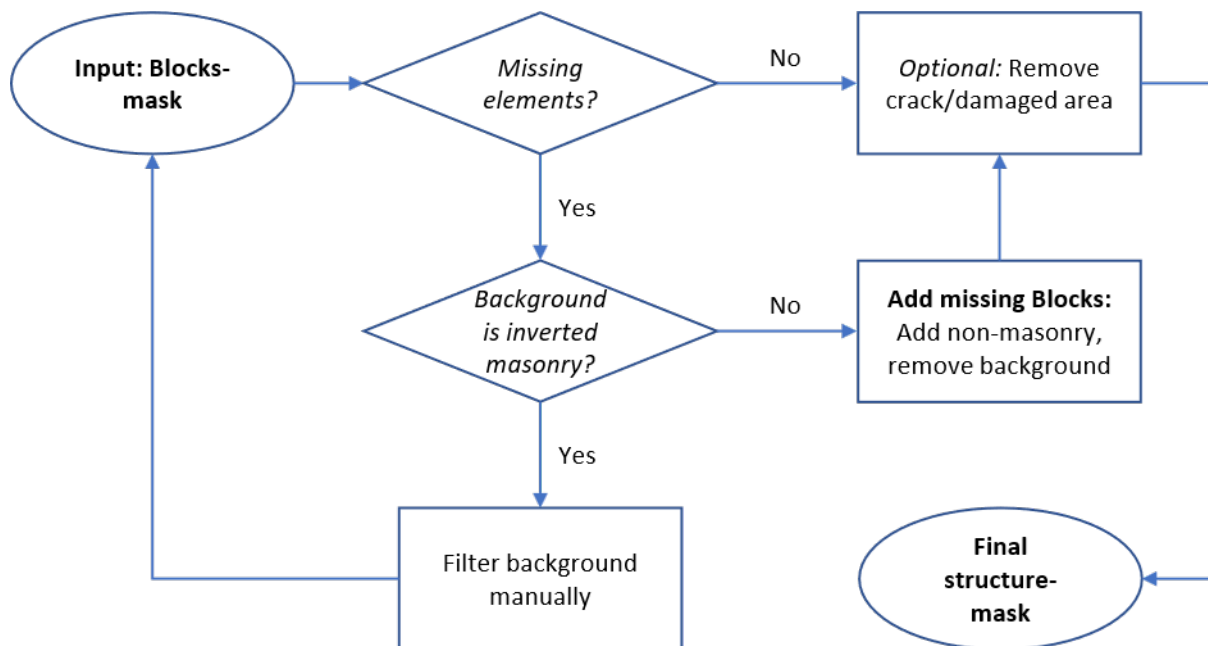 Input: Blocks-
mask
Missing
elements?
No
Optional: Remove
crack/damaged area
Yes
Background
is inverted
masonry?
No
Add missing Blocks:
Add non-masonry,
remove background
Yes
Filter background
manually
Final
structure-
mask